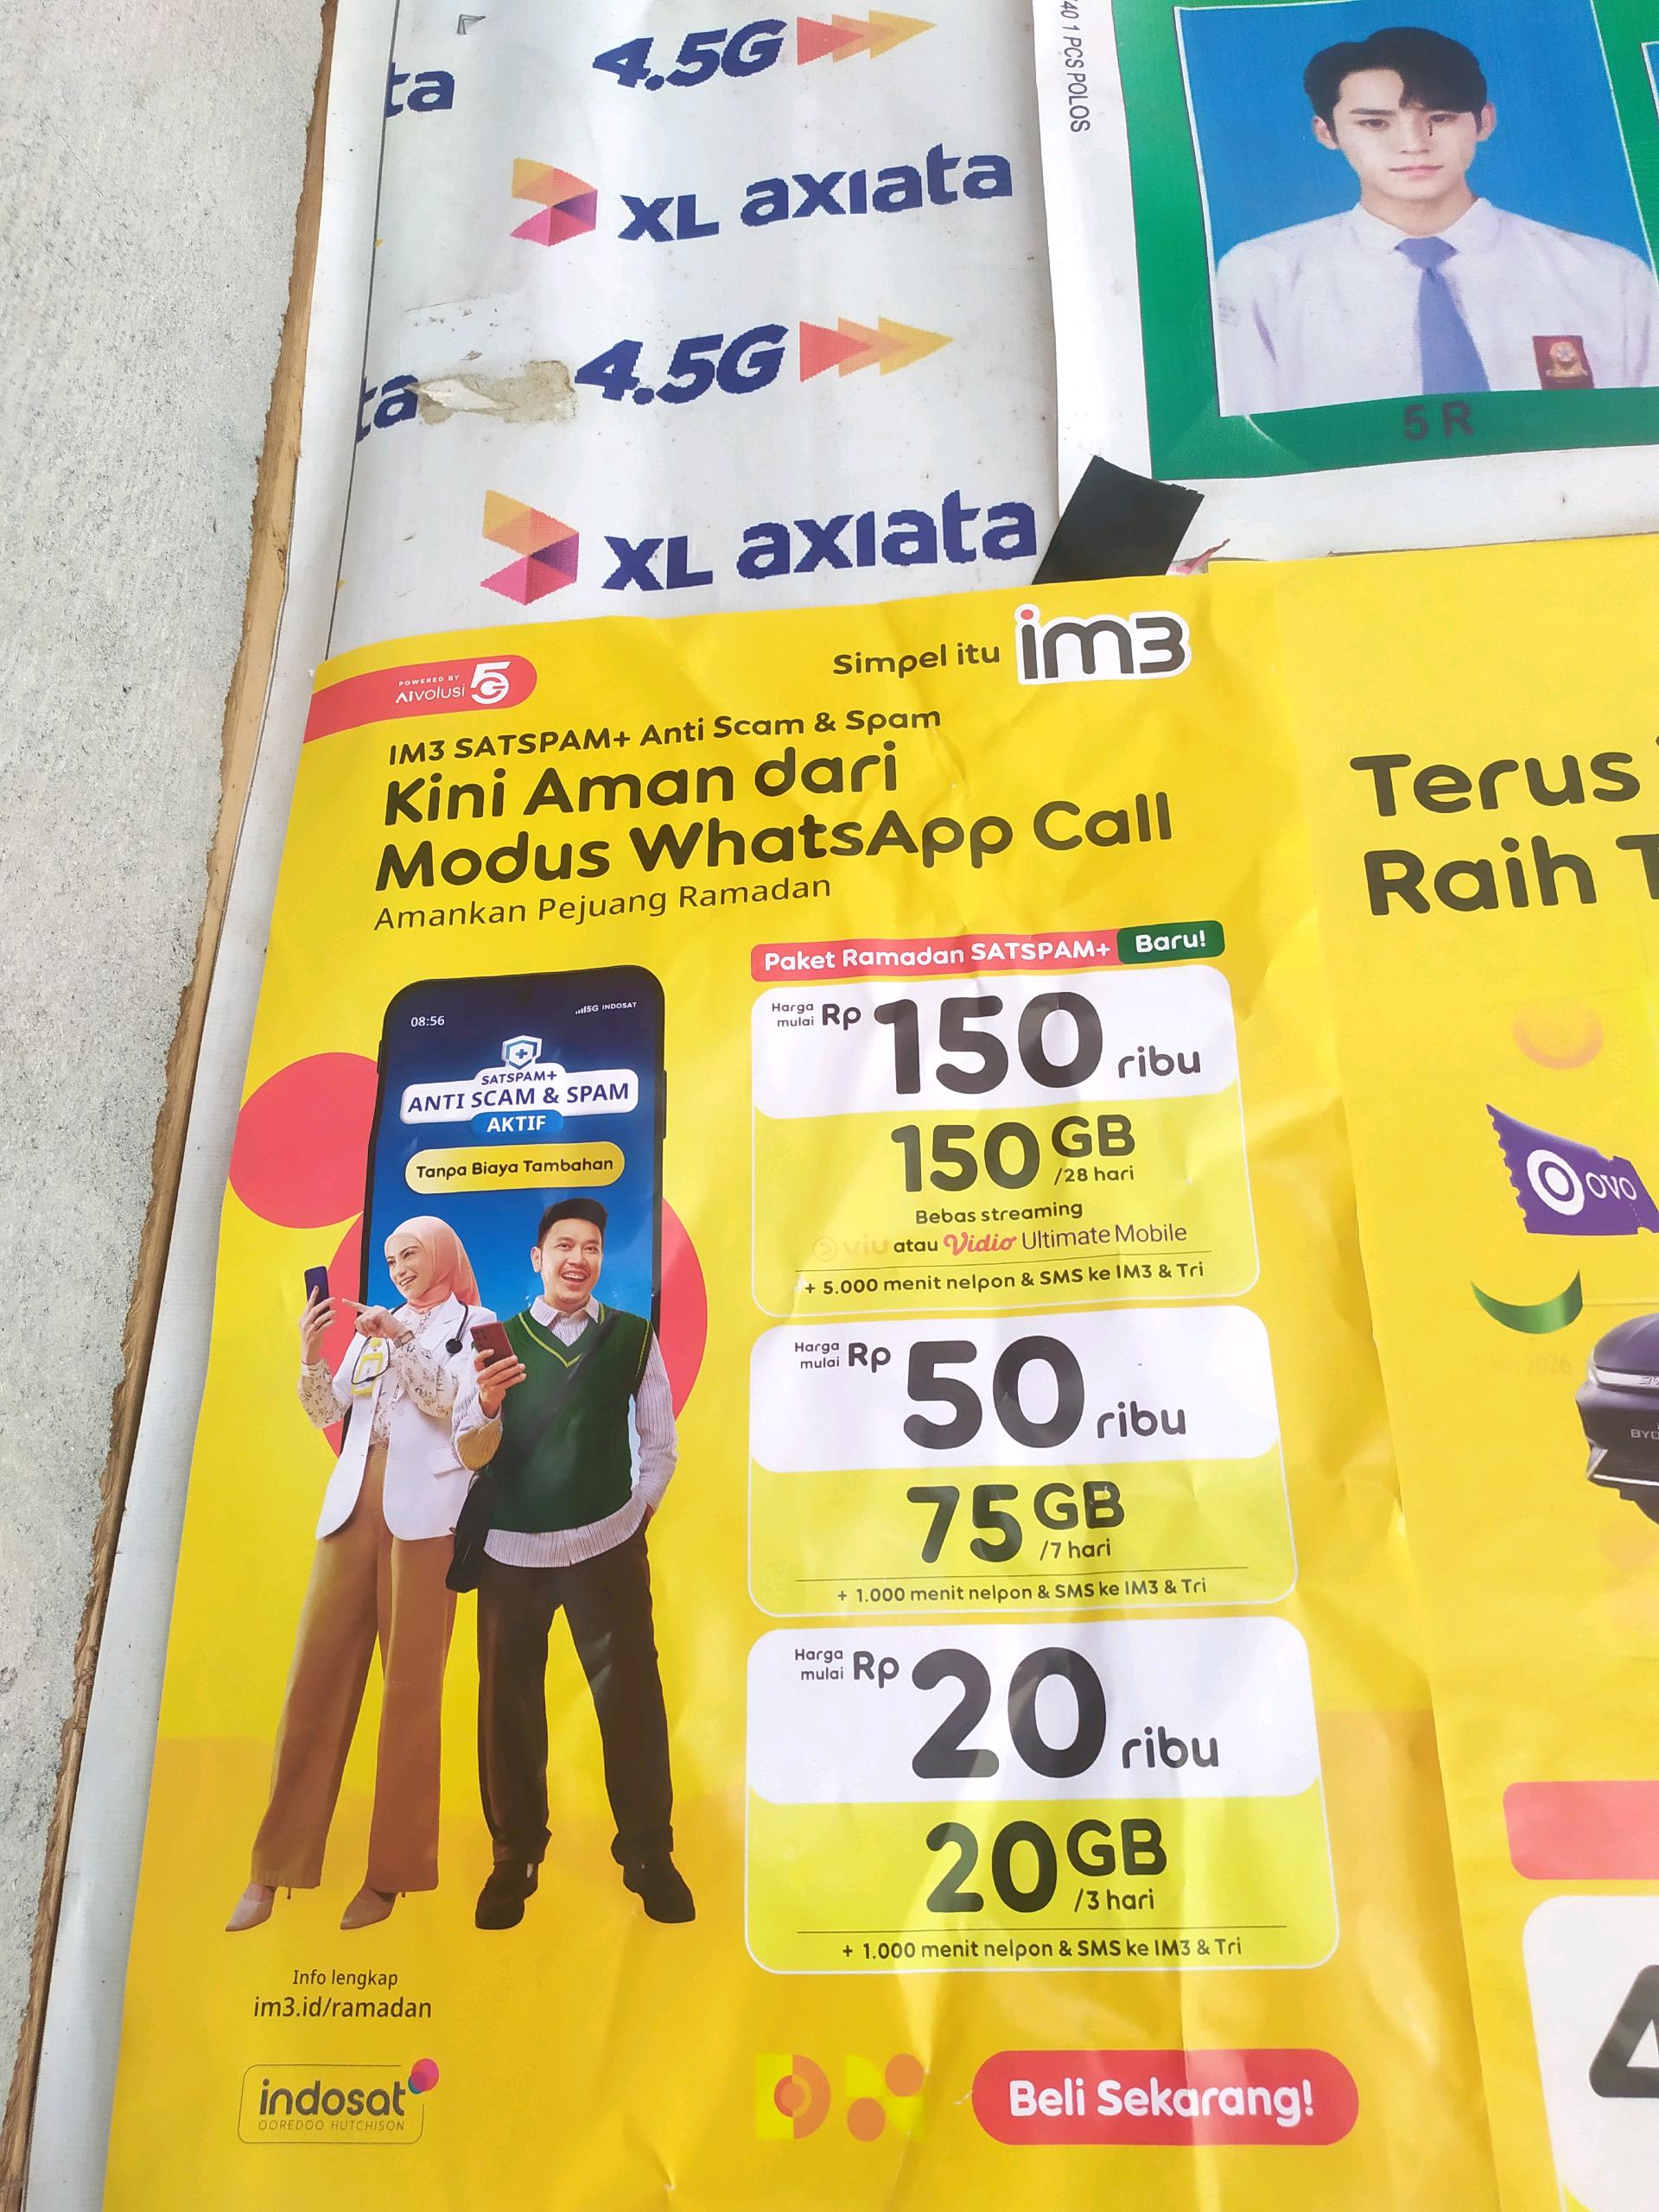 4.5G
ta
XL axiata
4.5G
ta
XL axiata
1 PCS POLOS
5 R
POWERED BY
AIvolusi 5G
Simpel itu im3
IM3 SATSPAM+ Anti Scam & Spam
Kini Aman dari
Modus WhatsApp Call
Amankan Pejuang Ramadan
08:56
5G INDOSAT
SATSPAM+
ANTI SCAM & SPAM
AKTIF
Tanpa Biaya Tambahan
Paket Ramadan SATSPAM+ Baru!
Harga mulai Rp 150 ribu
150 GB /28 hari
Bebas streaming
viu atau Vidio Ultimate Mobile
+ 5.000 menit nelpon & SMS ke IM3 & Tri
Harga mulai Rp 50 ribu
75 GB /7 hari
+ 1.000 menit nelpon & SMS ke IM3 & Tri
Harga mulai Rp 20 ribu
20 GB /3 hari
+ 1.000 menit nelpon & SMS ke IM3 & Tri
Info lengkap
im3.id/ramadan
indosat
OOREDOO HUTCHISON
Beli Sekarang!
Terus
Raih T
OVO
BYD